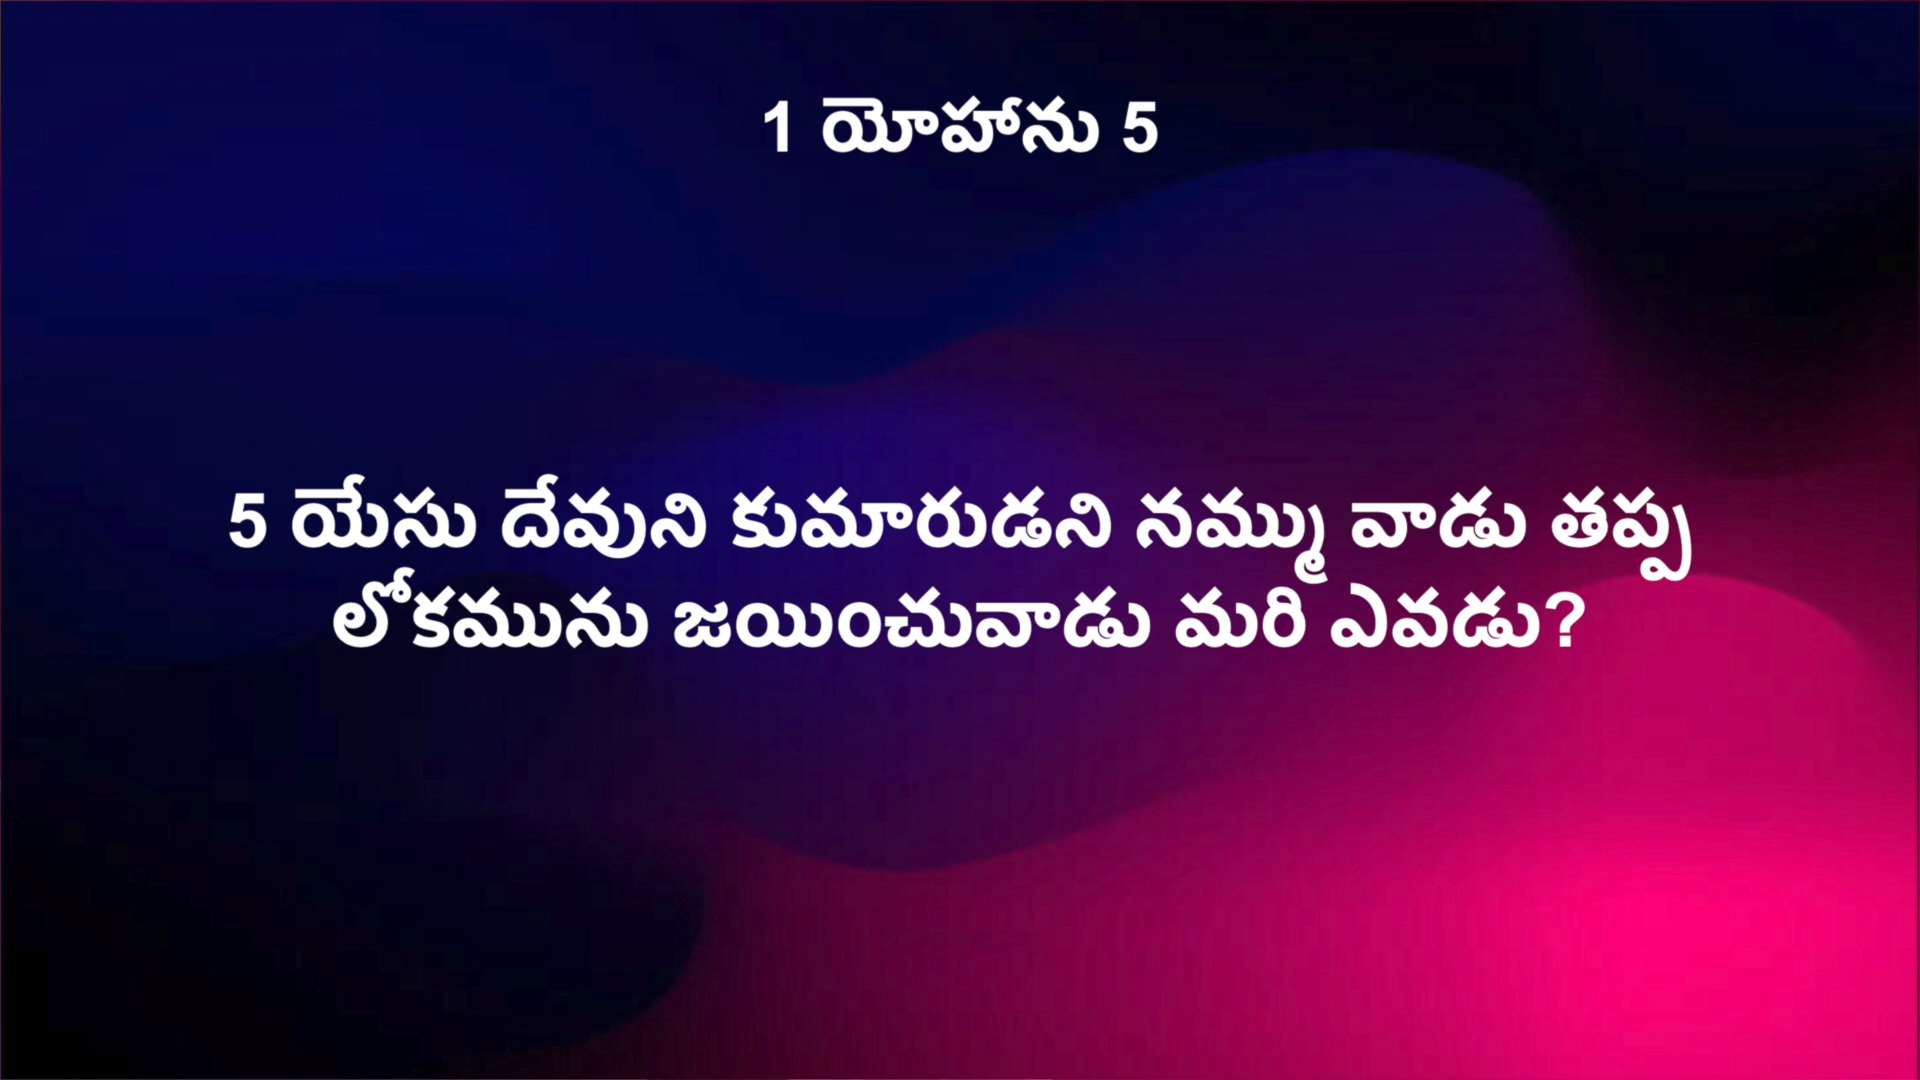 1 యోహాను 5
5 యేసు దేవుని కుమారుడని నమ్ము వాడు తప్ప
లోకమును జయించువాడు మరి ఎవడు?